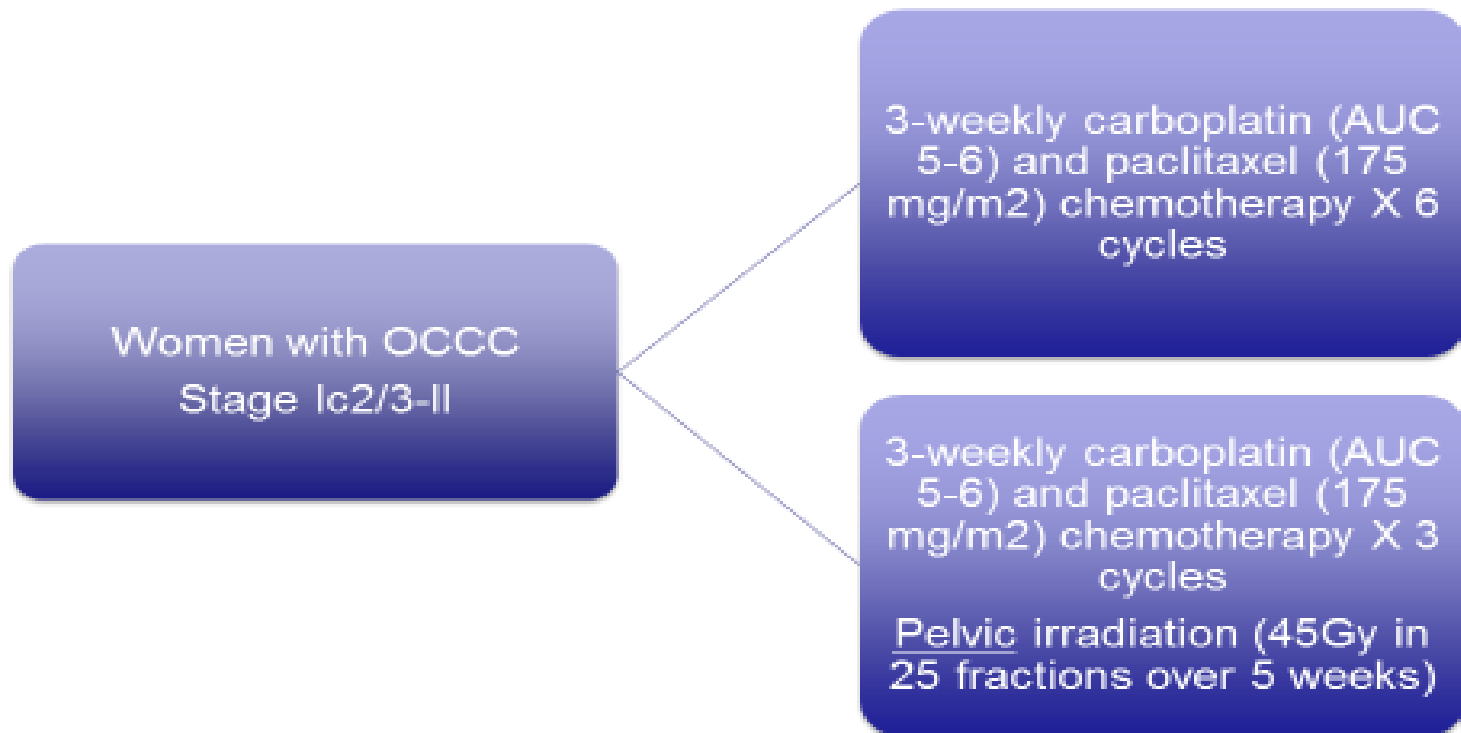 Women with OCCC
Stage Ic2/3-II
3-weekly carboplatin (AUC
5-6) and paclitaxel (175
mg/m2) chemotherapy X 6
cycles
3-weekly carboplatin (AUC
5-6) and paclitaxel (175
mg/m2) chemotherapy X 3
cycles
Pelvic irradiation (45Gy in
25 fractions over 5 weeks)